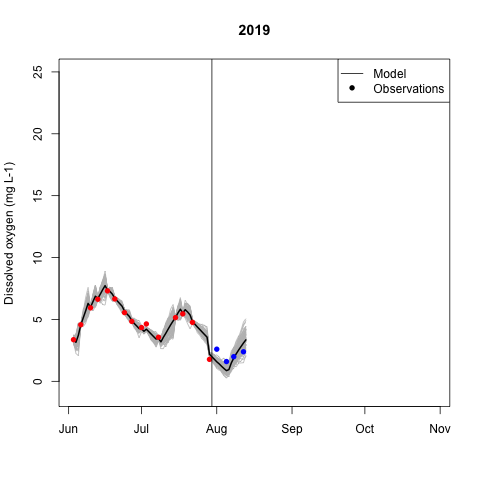 2019
Model
Observations
Dissolved oxygen (mg L-1)
25
20
15
10
5
0
Jun Jul Aug Sep Oct Nov